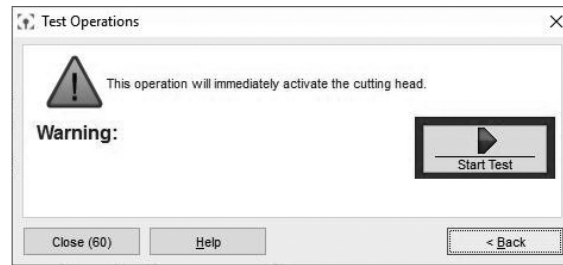 Test Operations
This operation will immediately activate the cutting head.
Warning:
Start Test
Close (60)
Help
< Back